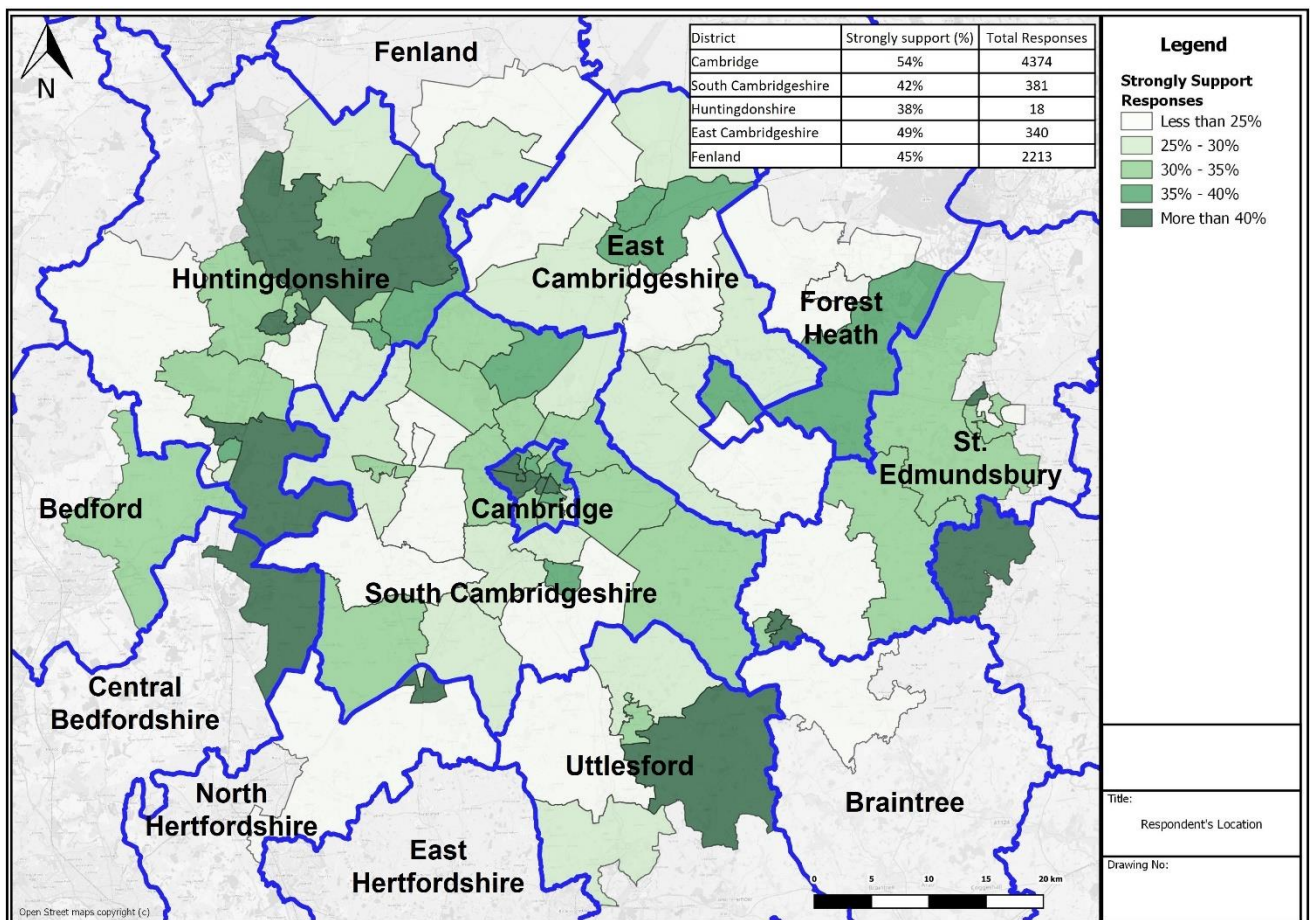 Fenland
N
District Strongly support (%) Total Responses
Cambridge 54% 4374
South Cambridgeshire 42% 381
Huntingdonshire 38% 18
East Cambridgeshire 49% 340
Fenland 45% 2213
Legend
Strongly Support
Responses
Less than 25%
25% - 30%
30% - 35%
35% - 40%
More than 40%
Huntingdonshire
East
Cambridgeshire
Forest
Heath
St.
Edmundsbury
Bedford
Cambridge
South Cambridgeshire
Central
Bedfordshire
Uttlesford
Braintree
North
Hertfordshire
East
Hertfordshire
0 5 10 15 20 km
Open Street maps copyright (c)
Title:
Respondent's Location
Drawing No: